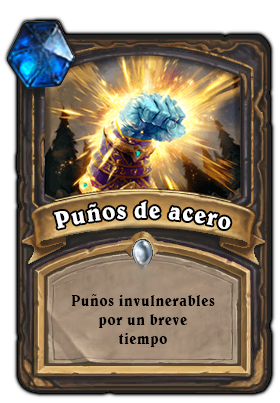 Puños de acero
Puños invulnerables
por un breve
tiempo